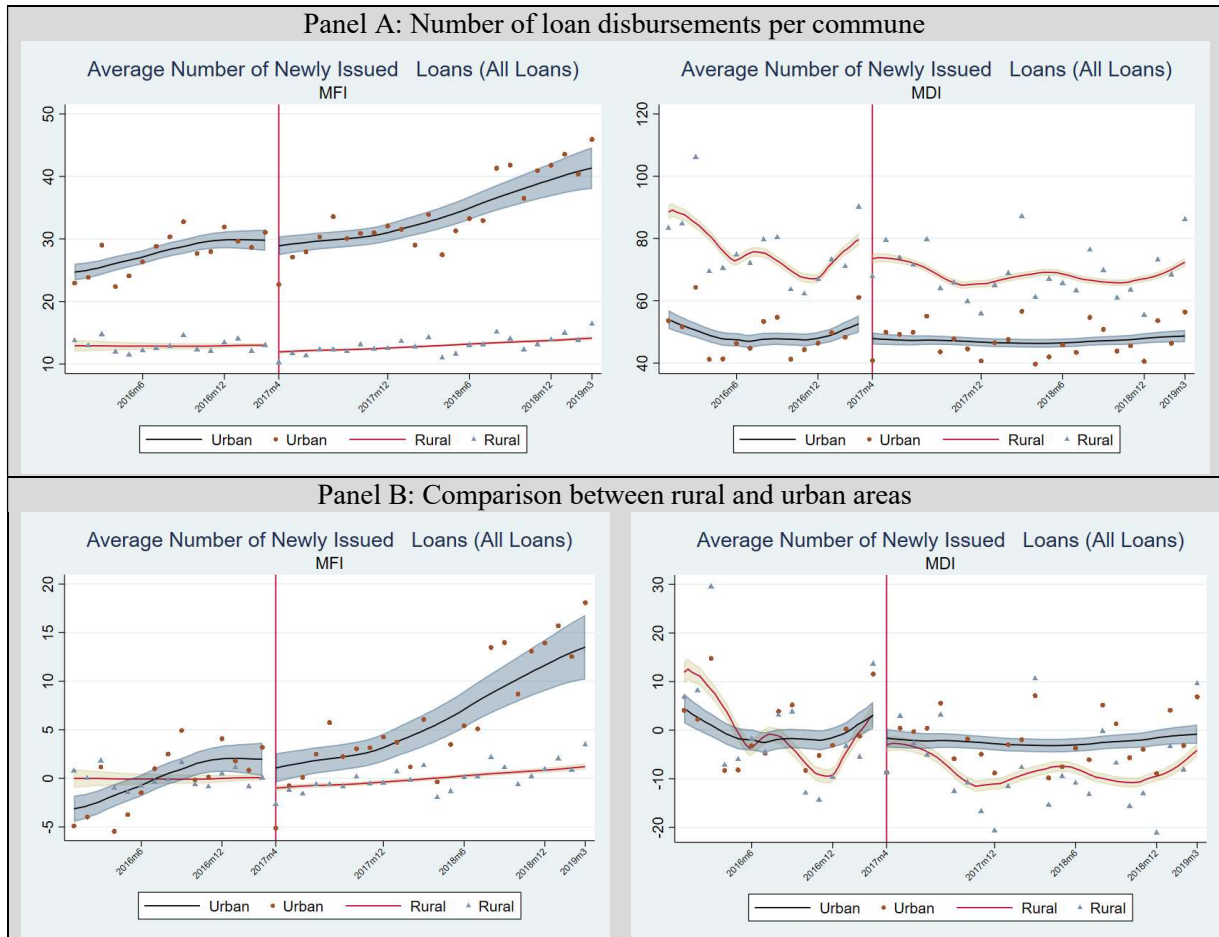 Panel A: Number of loan disbursements per commune
Average Number of Newly Issued   Loans (All Loans)
MFI
50
40
30
20
10
2016m6
2016m12
2017m4
2017m12
2018m6
2018m12
2019m3
Urban Urban Rural Rural
Average Number of Newly Issued   Loans (All Loans)
MDI
120
100
80
60
40
2016m6
2016m12
2017m4
2017m12
2018m6
2018m12
2019m3
Urban Urban Rural Rural
Panel B: Comparison between rural and urban areas
Average Number of Newly Issued   Loans (All Loans)
MFI
20
15
10
5
0
-5
2016m6
2016m12
2017m4
2017m12
2018m6
2018m12
2019m3
Urban Urban Rural Rural
Average Number of Newly Issued   Loans (All Loans)
MDI
30
20
10
0
-10
-20
2016m6
2016m12
2017m4
2017m12
2018m6
2018m12
2019m3
Urban Urban Rural Rural